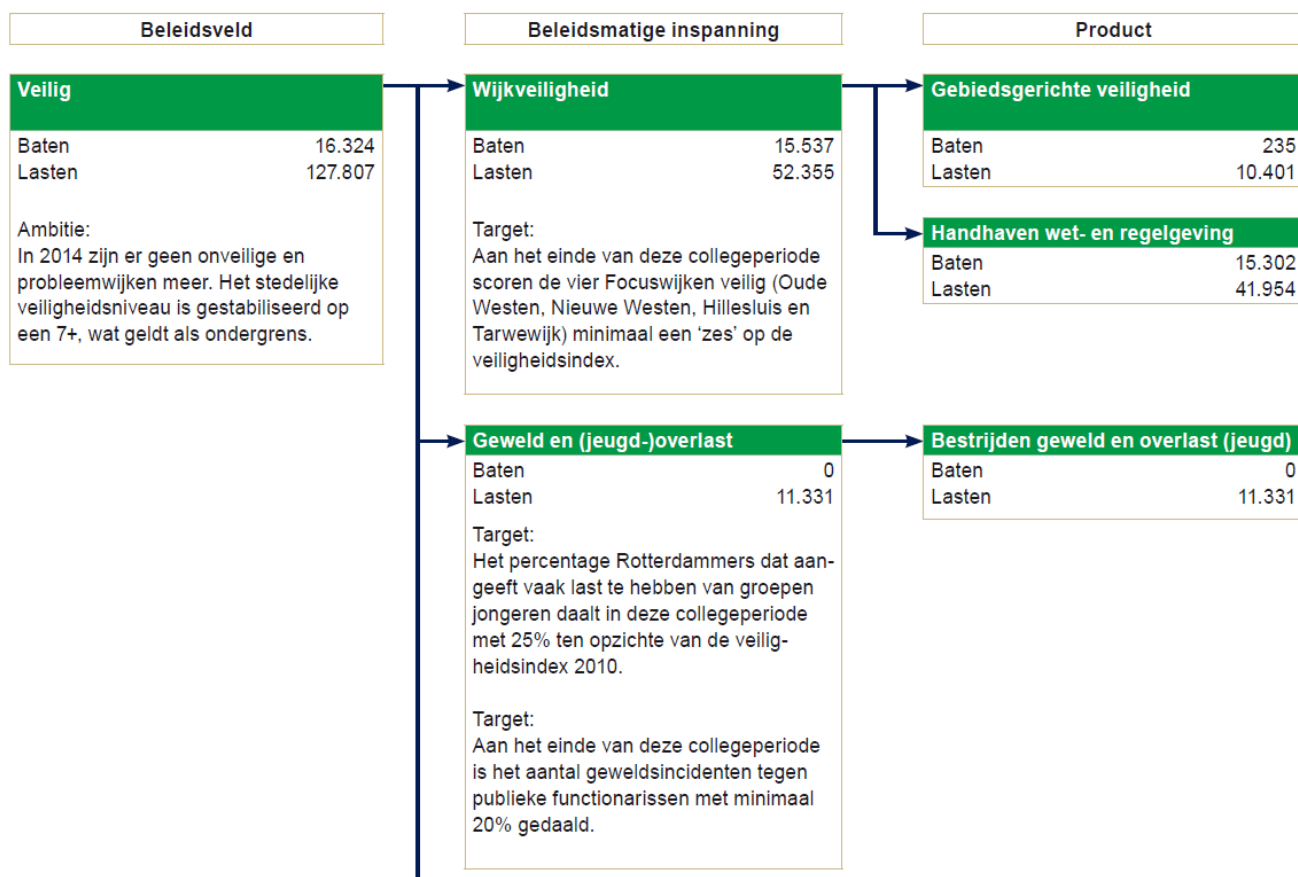 Beleidsveld
Beleidsmatige inspanning
Product
Veilig
Baten 16.324
Lasten 127.807
Ambitie:
In 2014 zijn er geen onveilige en
probleemwijken meer. Het stedelijke
veiligheidsniveau is gestabiliseerd op
een 7+, wat geldt als ondergrens.
Wijkveiligheid
Baten 15.537
Lasten 52.355
Target:
Aan het einde van deze collegeperiode
scoren de vier Focuswijken veilig (Oude
Westen, Nieuwe Westen, Hillesluis en
Tarwewijk) minimaal een ‘zes’ op de
veiligheidsindex.
Gebiedsgerichte veiligheid
Baten 235
Lasten 10.401
Handhaven wet- en regelgeving
Baten 15.302
Lasten 41.954
Geweld en (jeugd-)overlast
Baten 0
Lasten 11.331
Target:
Het percentage Rotterdammers dat aan-
geeft vaak last te hebben van groepen
jongeren daalt in deze collegeperiode
met 25% ten opzichte van de veilig-
heidsindex 2010.
Target:
Aan het einde van deze collegeperiode
is het aantal geweldsincidenten tegen
publieke functionarissen met minimaal
20% gedaald.
Bestrijden geweld en overlast (jeugd)
Baten 0
Lasten 11.331